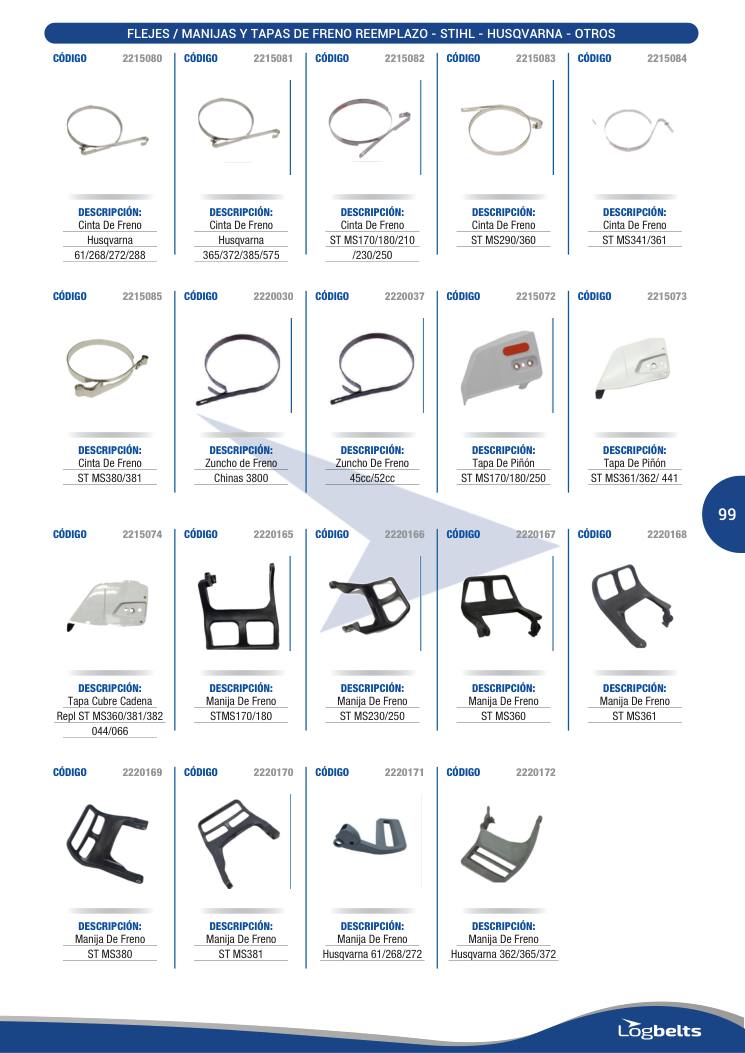 FLEJES / MANIJAS Y TAPAS DE FRENO REEMPLAZO - STIHL - HUSQVARNA - OTROS
CÓDIGO 2215080
DESCRIPCIÓN:
Cinta De Freno
Husqvarna
61/268/272/288
CÓDIGO 2215081
DESCRIPCIÓN:
Cinta De Freno
Husqvarna
365/372/385/575
CÓDIGO 2215082
DESCRIPCIÓN:
Cinta De Freno
ST MS170/180/210
/230/250
CÓDIGO 2215083
DESCRIPCIÓN:
Cinta De Freno
ST MS290/360
CÓDIGO 2215084
DESCRIPCIÓN:
Cinta De Freno
ST MS341/361
CÓDIGO 2215085
DESCRIPCIÓN:
Cinta De Freno
ST MS380/381
CÓDIGO 2220030
DESCRIPCIÓN:
Zuncho de Freno
Chinas 3800
CÓDIGO 2220037
DESCRIPCIÓN:
Zuncho De Freno
45cc/52cc
CÓDIGO 2215072
DESCRIPCIÓN:
Tapa De Piñón
ST MS170/180/250
CÓDIGO 2215073
DESCRIPCIÓN:
Tapa De Piñón
ST MS361/362/ 441
99
CÓDIGO 2215074
DESCRIPCIÓN:
Tapa Cubre Cadena
Repl ST MS360/381/382
044/066
CÓDIGO 2220165
DESCRIPCIÓN:
Manija De Freno
STMS170/180
CÓDIGO 2220166
DESCRIPCIÓN:
Manija De Freno
ST MS230/250
CÓDIGO 2220167
DESCRIPCIÓN:
Manija De Freno
ST MS360
CÓDIGO 2220168
DESCRIPCIÓN:
Manija De Freno
ST MS361
CÓDIGO 2220169
DESCRIPCIÓN:
Manija De Freno
ST MS380
CÓDIGO 2220170
DESCRIPCIÓN:
Manija De Freno
ST MS381
CÓDIGO 2220171
DESCRIPCIÓN:
Manija De Freno
Husqvarna 61/268/272
CÓDIGO 2220172
DESCRIPCIÓN:
Manija De Freno
Husqvarna 362/365/372
Logbelts